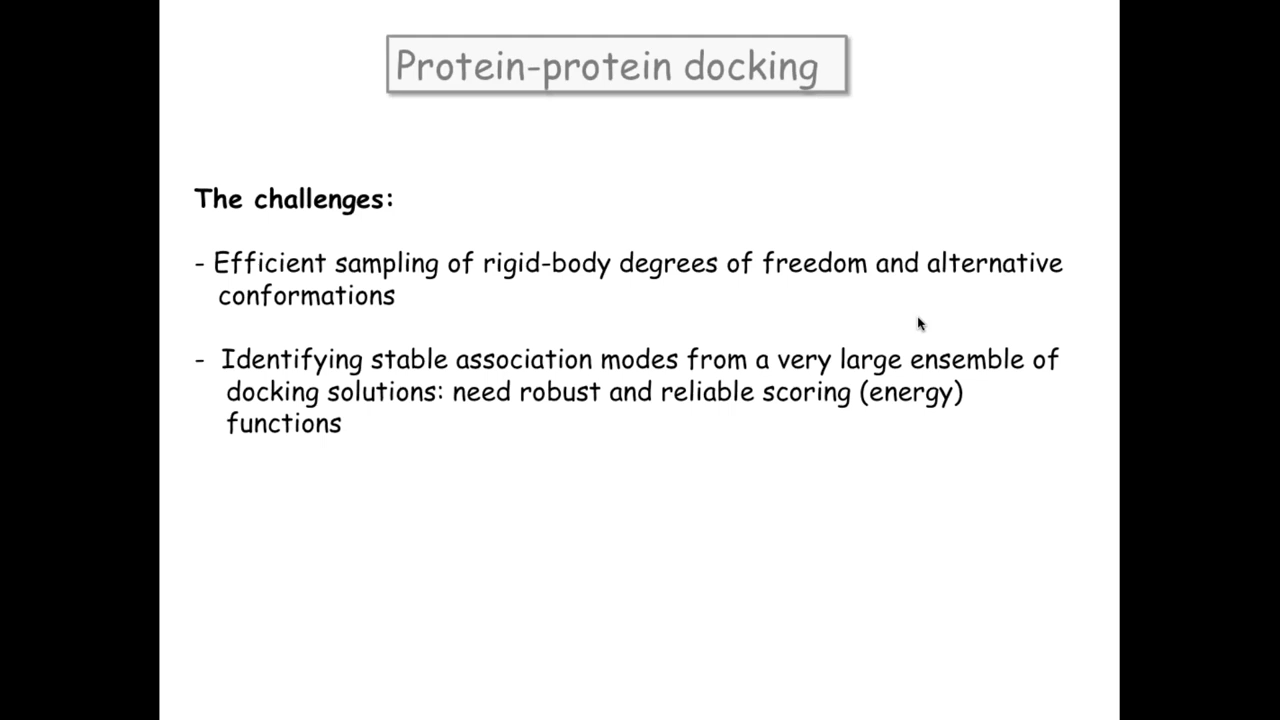 Protein-protein docking
The challenges:
- Efficient sampling of rigid-body degrees of freedom and alternative
conformations
- Identifying stable association modes from a very large ensemble of
docking solutions: need robust and reliable scoring (energy)
functions